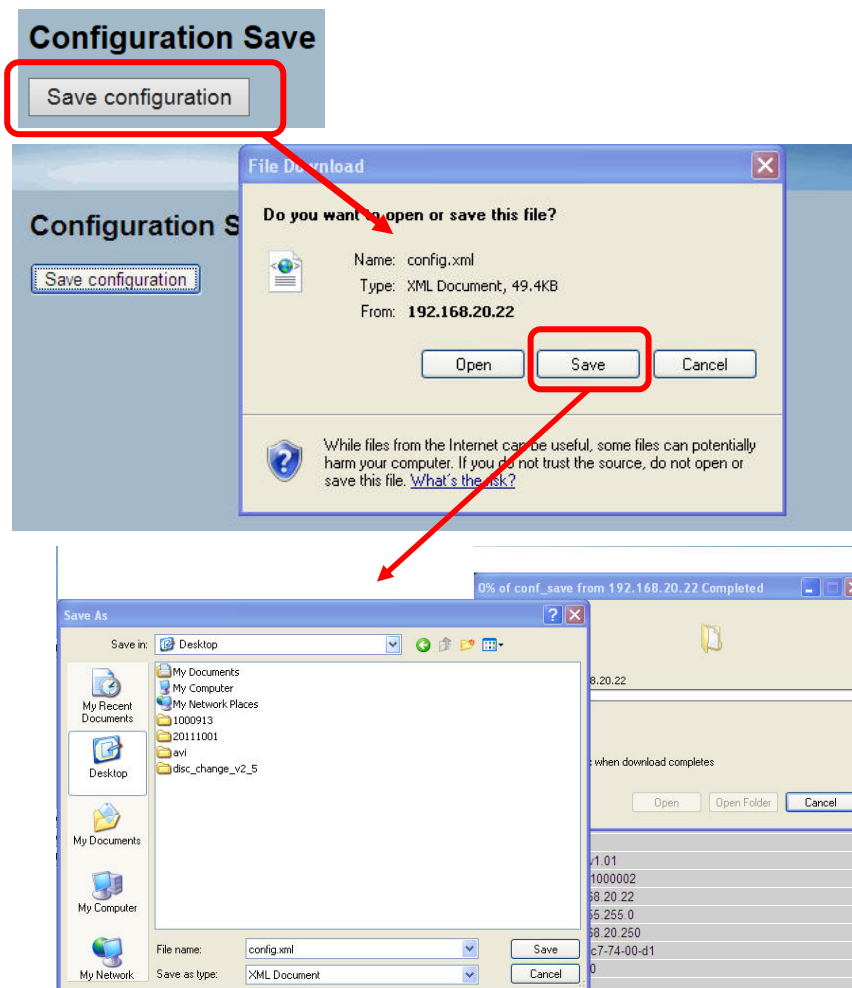 Configuration Save
Save configuration
File Download
Configuration S
Save configuration
Do you want to open or save this file?
Name: config.xml
Type: XML Document, 49.4KB
From: 192.168.20.22
Open Save Cancel
While files from the Internet can be useful, some files can potentially
harm your computer. If you do not trust the source, do not open or
save this file. What's the risk?
0% of conf_save from 192.168.20.22 Completed
Save As
Save in: Desktop
My Recent
Documents
Desktop
My Documents
My Computer
My Network
My Documents
My Computer
My Network Places
1000913
20111001
avi
disc_change_v2_5
File name: config.xml Save
Save as type: XML Document Cancel
8.20.22
when download completes
Open Open Folder Cancel
v1.01
1000002
68.20.22
55.255.0
68.20.250
c7-74-00-d1
0